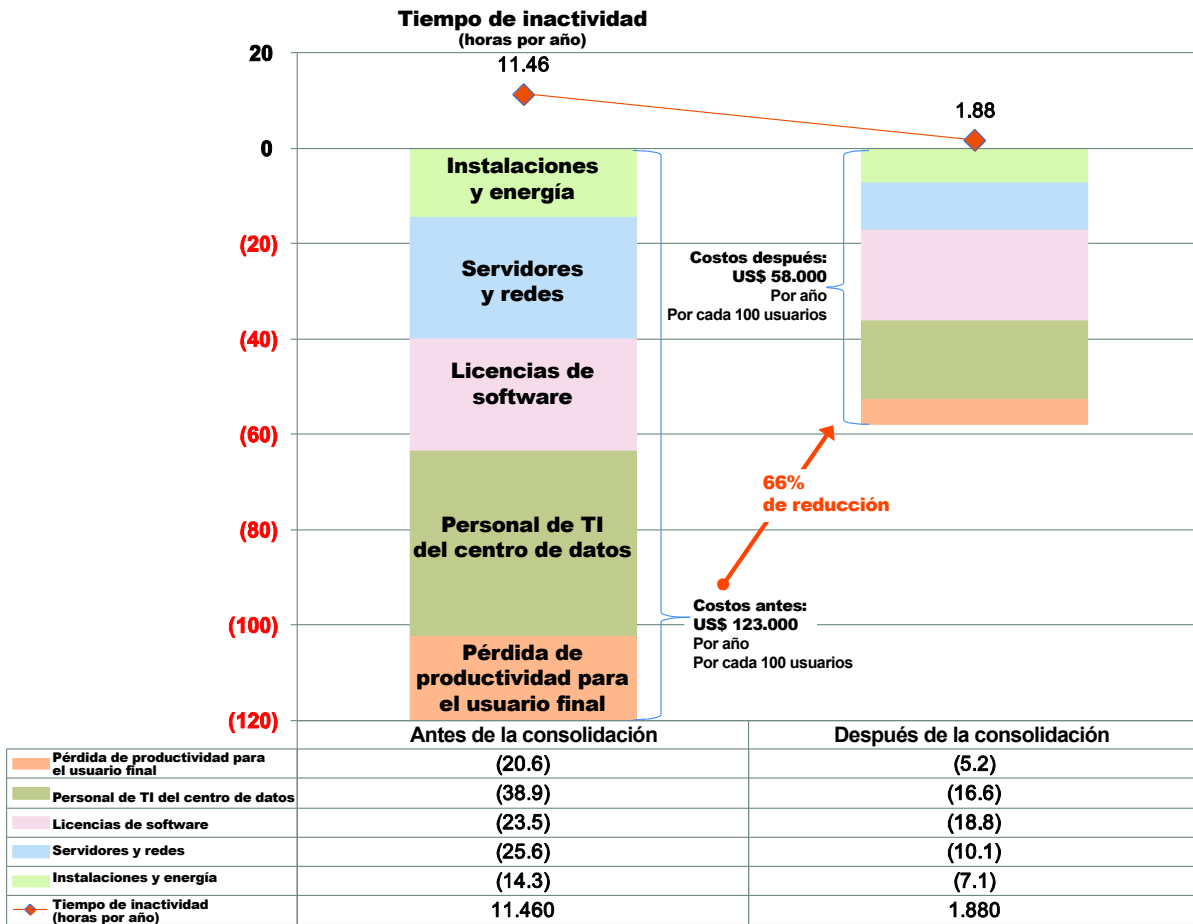 Tiempo de inactividad
(horas por año)
20
11.46
1.88
0
Instalaciones
y energía
(20)
Servidores
y redes
Costos después:
US$ 58.000
Por año
Por cada 100 usuarios
(40)
Licencias de
software
(60)
66%
de reducción
(80)
Personal de TI
del centro de datos
(100)
Costos antes:
US$ 123.000
Por año
Por cada 100 usuarios
Pérdida de
productividad para
el usuario final
(120)
Antes de la consolidación
Después de la consolidación
Pérdida de productividad para
el usuario final
(20.6)
(5.2)
Personal de TI del centro de datos
(38.9)
(16.6)
Licencias de software
(23.5)
(18.8)
Servidores y redes
(25.6)
(10.1)
Instalaciones y energía
(14.3)
(7.1)
Tiempo de inactividad
(horas por año)
11.460
1.880